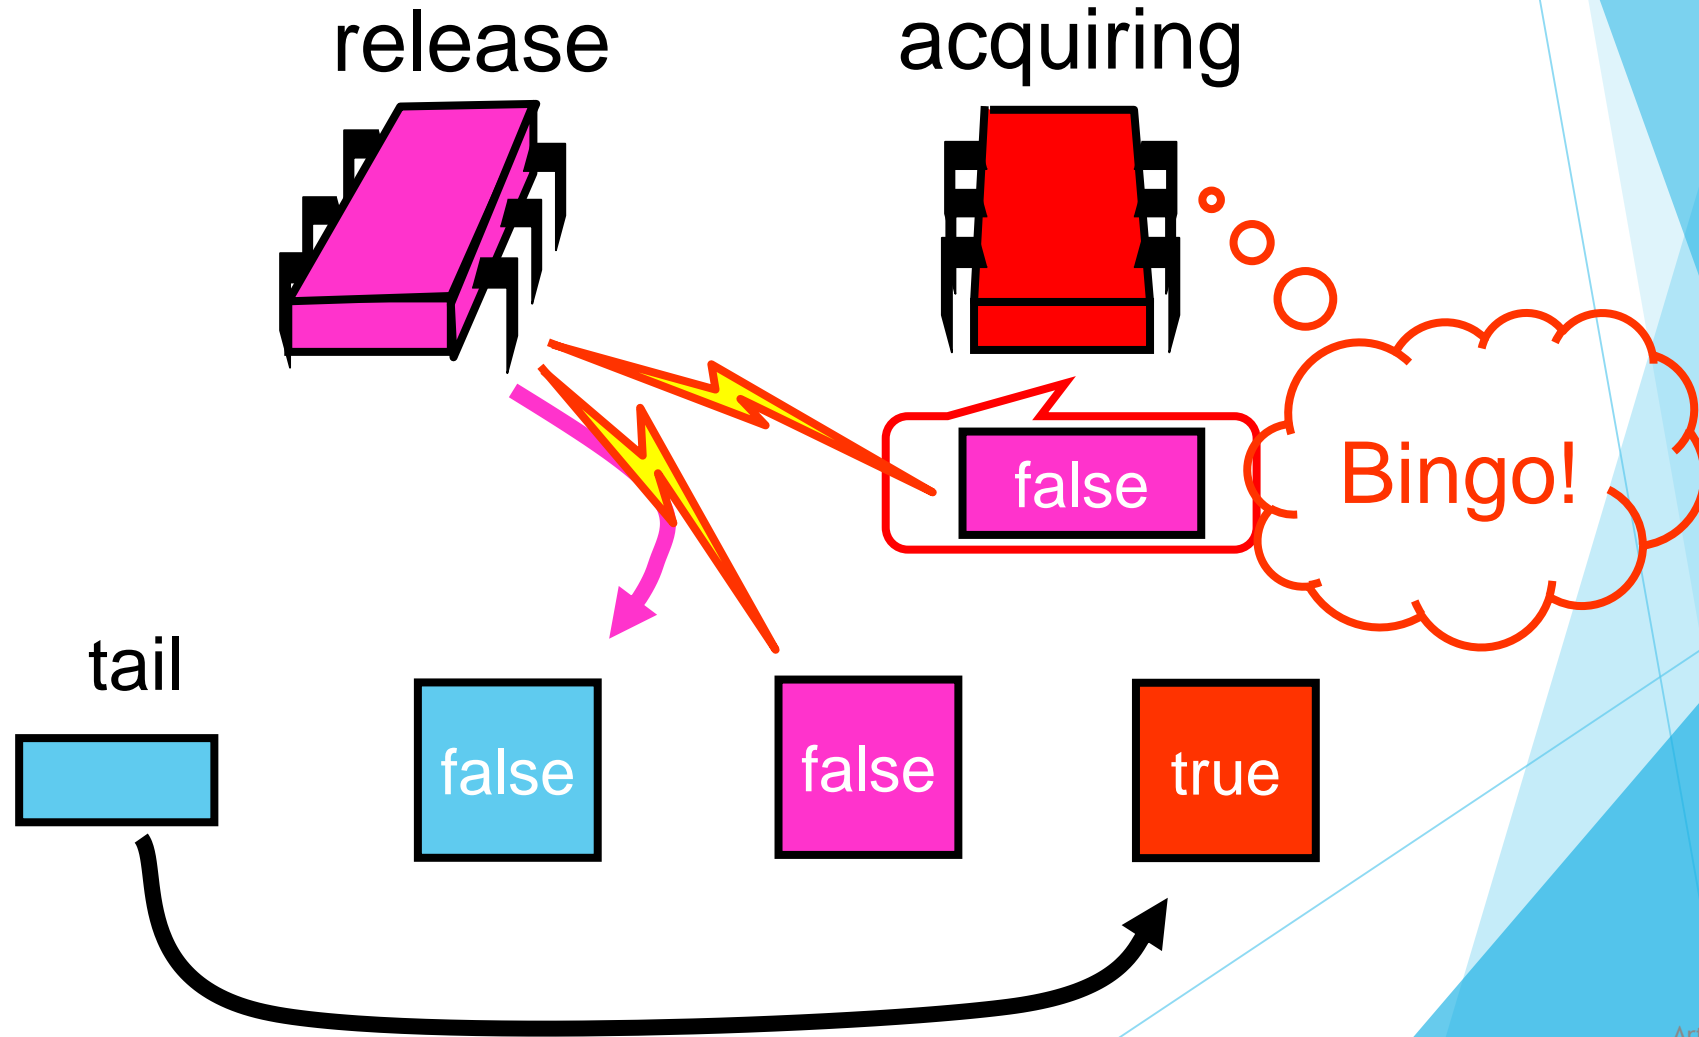 release
acquiring
false
Bingo!
tail
false
false
true